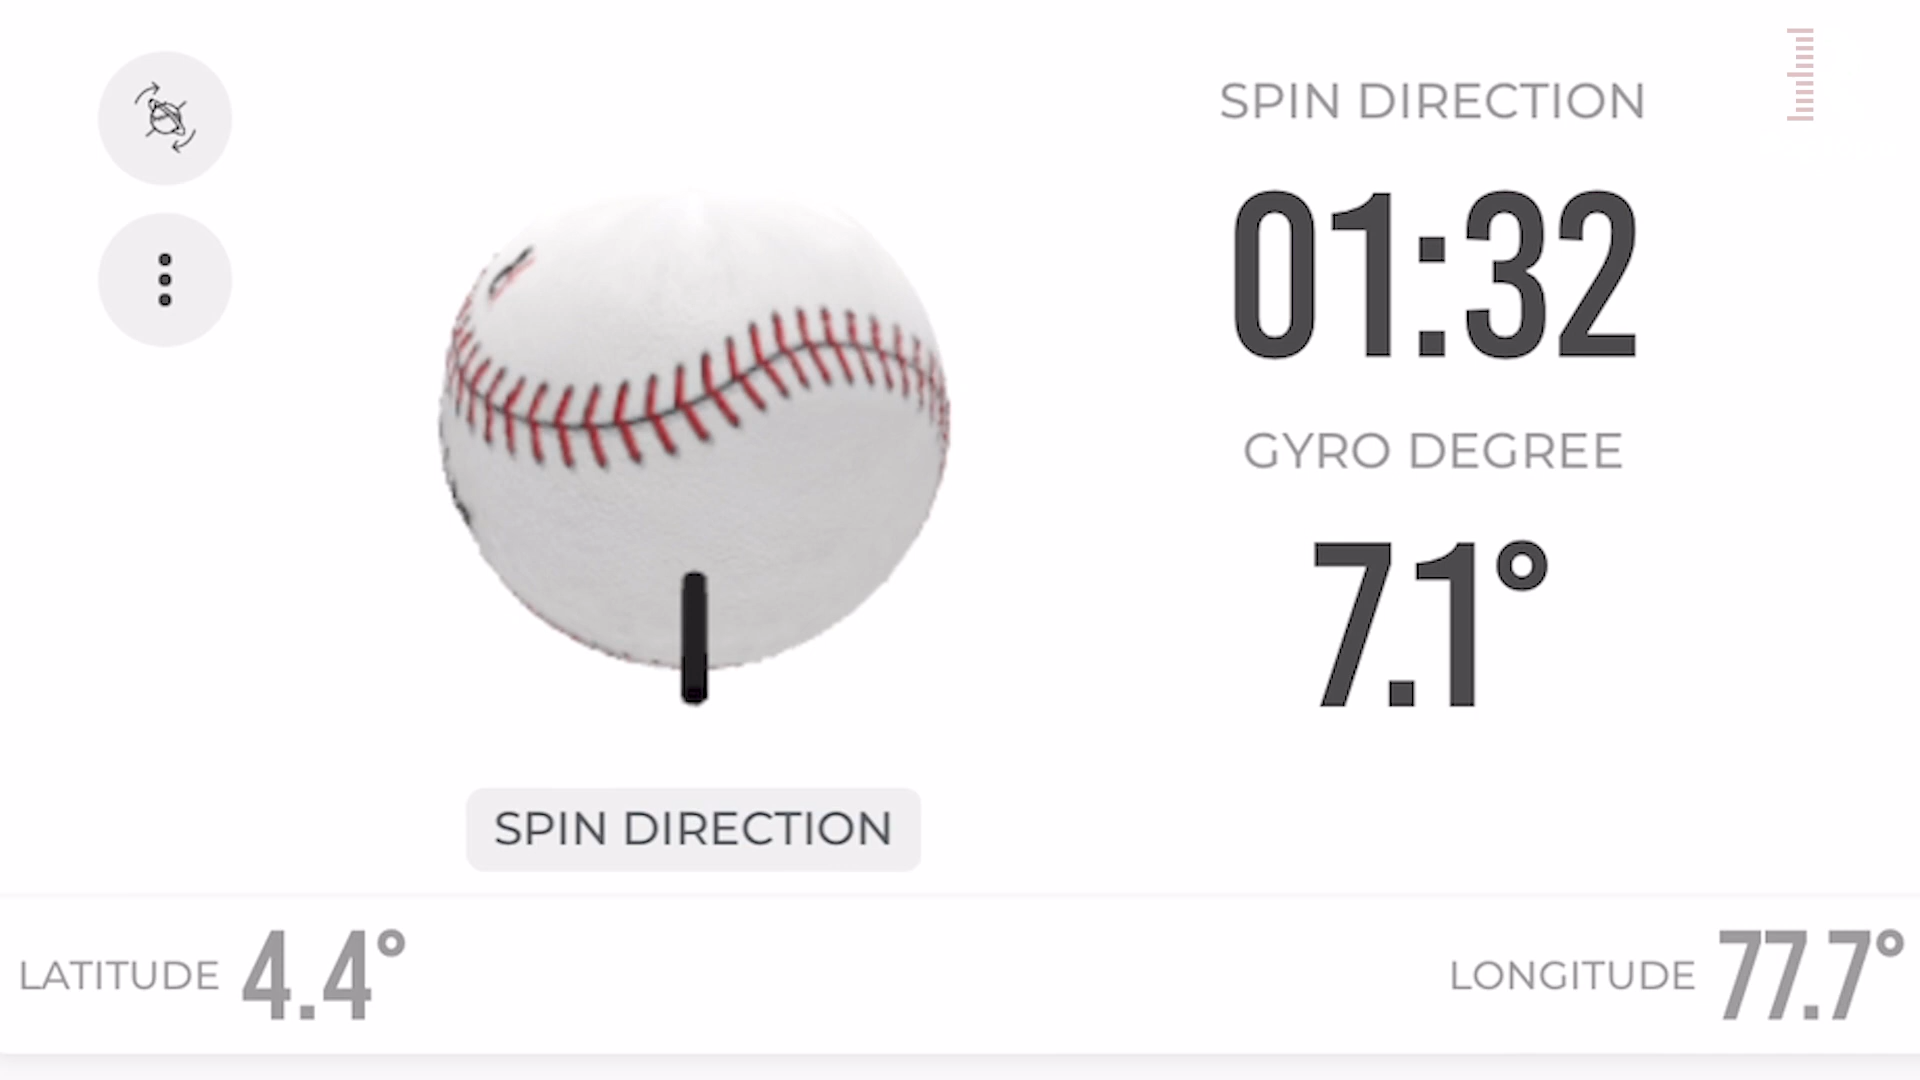 SPIN DIRECTION
01:32
GYRO DEGREE
7.1°
SPIN DIRECTION
LATITUDE 4.4°
LONGITUDE 77.7°